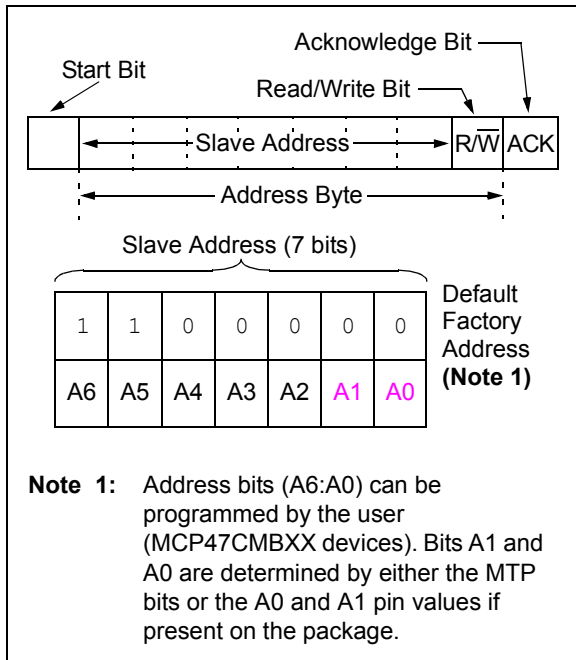 Acknowledge Bit
Start Bit
Read/Write Bit
Slave Address R/W̅ ACK
Address Byte
Slave Address (7 bits)
Default
Factory
Address
(Note 1)
1 1 0 0 0 0 0
A6 A5 A4 A3 A2 A1 A0
Note 1: Address bits (A6:A0) can be
programmed by the user
(MCP47CMBXX devices). Bits A1 and
A0 are determined by either the MTP
bits or the A0 and A1 pin values if
present on the package.